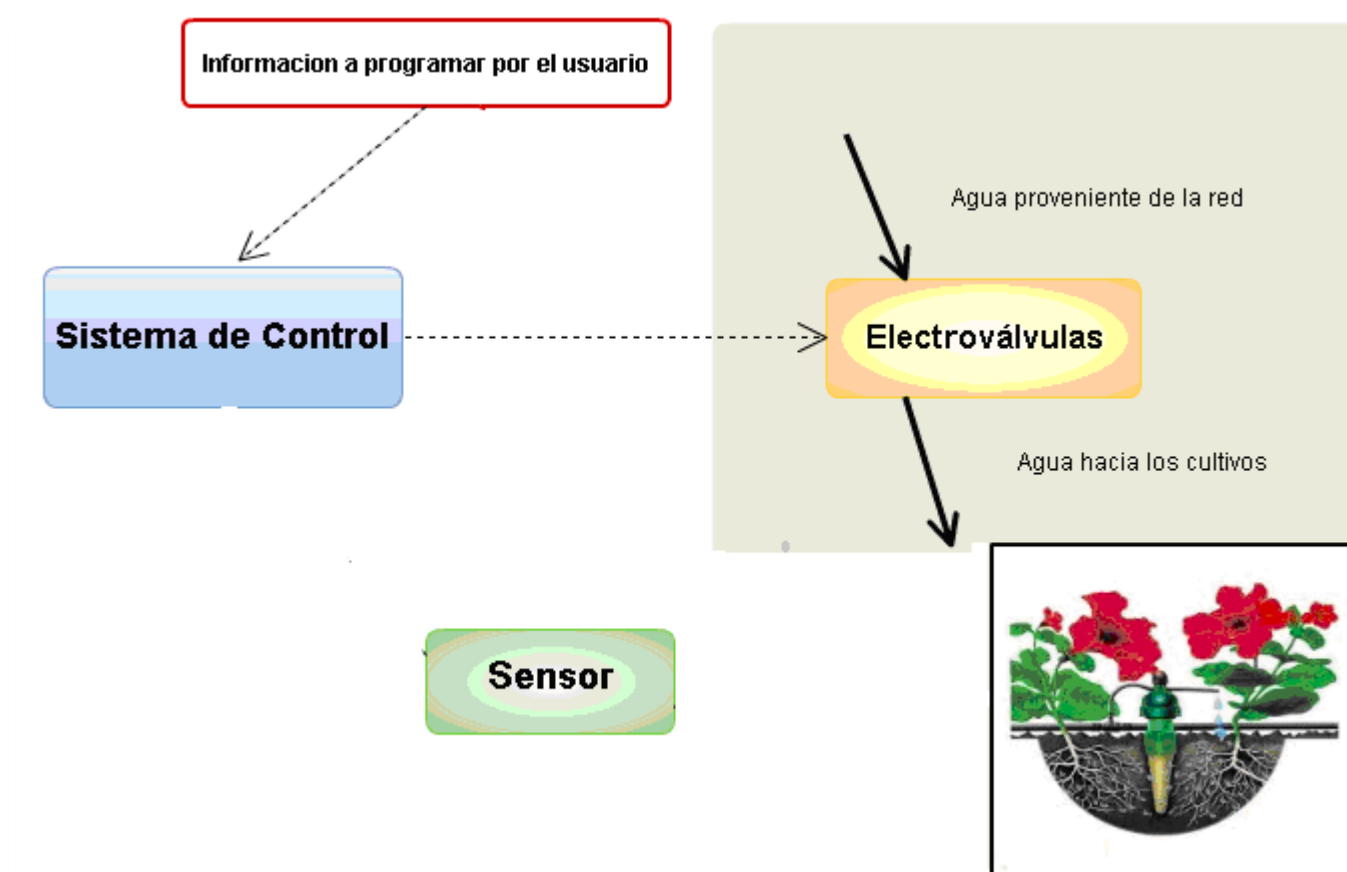 Informacion a programar por el usuario
Agua proveniente de la red
Sistema de Control
Electroválvulas
Agua hacia los cultivos
Sensor